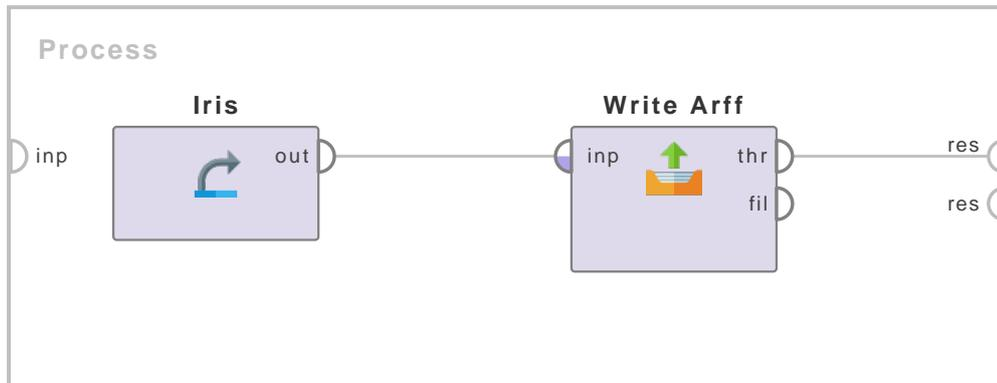 Process
Iris
Write Arff
inp
out
inp
thr
res
fil
res